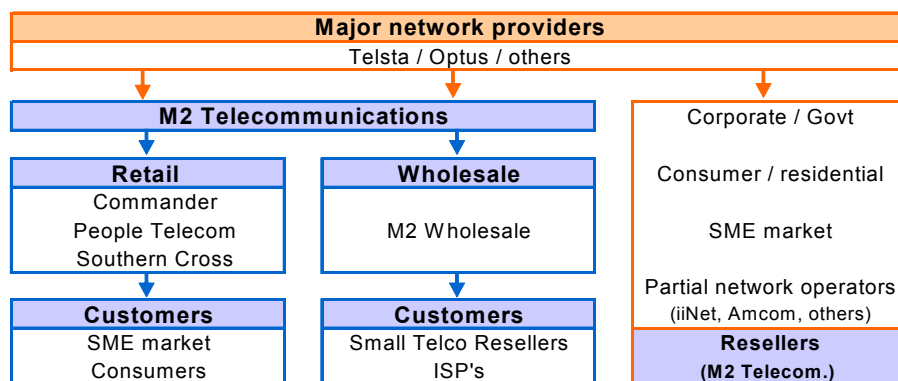 Major network providers
Telsta / Optus / others
M2 Telecommunications
Retail
Commander
People Telecom
Southern Cross
Customers
SME market
Consumers
Wholesale
M2 Wholesale
Customers
Small Telco Resellers
ISP's
Corporate / Govt
Consumer / residential
SME market
Partial network operators
(iiNet, Amcom, others)
Resellers
(M2 Telecom.)